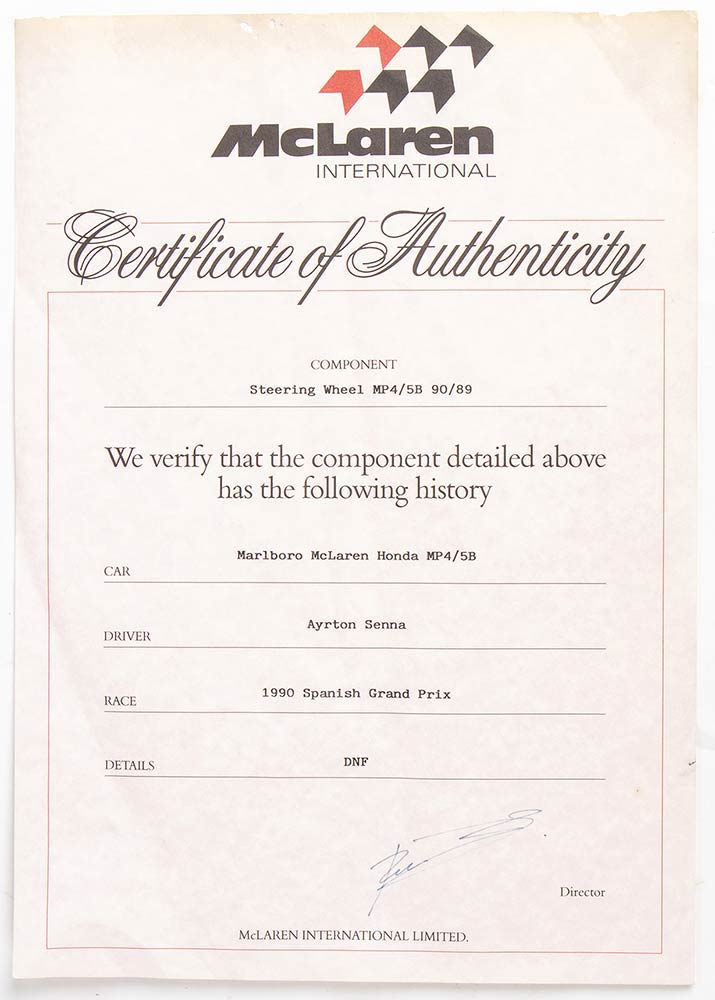 McLaren
INTERNATIONAL
Certificate of Authenticity
COMPONENT
Steering Wheel MP4/5B 90/89
We verify that the component detailed above
has the following history
Marlboro McLaren Honda MP4/5B
CAR
Ayrton Senna
DRIVER
1990 Spanish Grand Prix
RACE
DNF
DETAILS
Director
McLAREN INTERNATIONAL LIMITED.